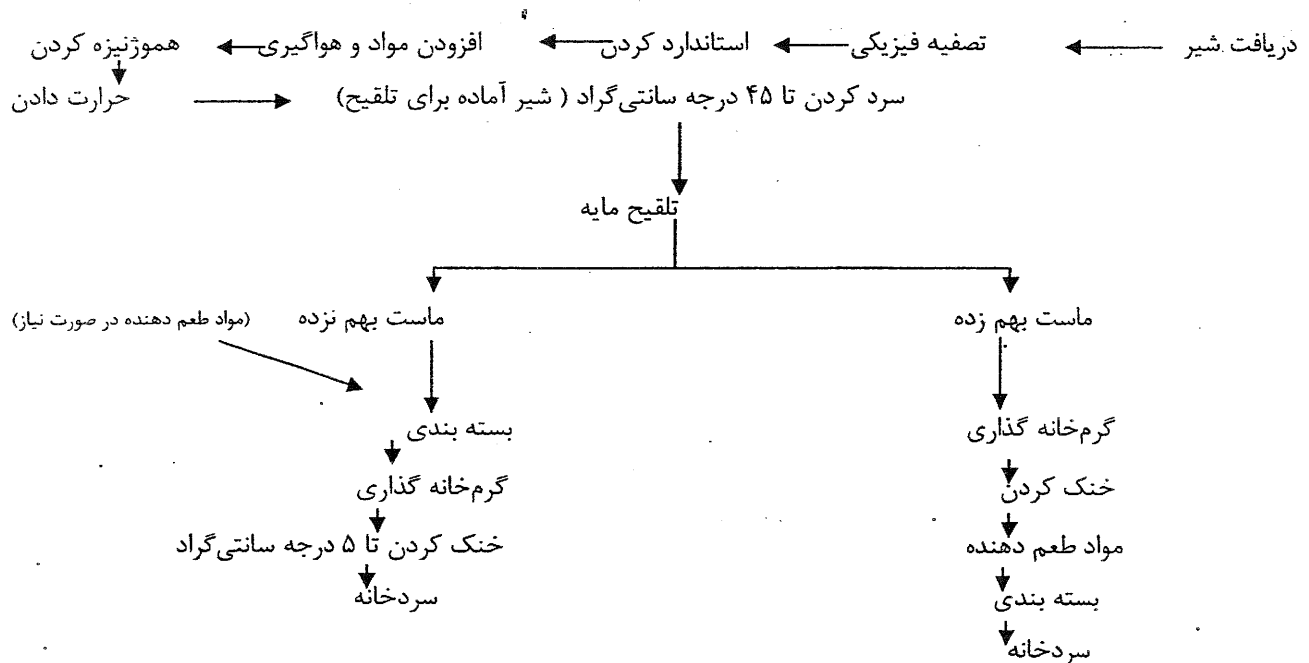 دریافت شیر تصفیه فیزیکی استاندارد کردن افزودن مواد و هواگیری هموژنیزه کردن
سرد کردن تا ۴۵ درجه سانتی‌گراد ( شیر آماده برای تلقیح) حرارت دادن
تلقیح مایه
ماست بهم زده ماست بهم نزده (مواد طعم دهنده در صورت نیاز)
گرم‌خانه گذاری بسته بندی
خنک کردن گرم‌خانه گذاری
مواد طعم دهنده خنک کردن تا ۵ درجه سانتی‌گراد
بسته بندی سردخانه
سردخانه